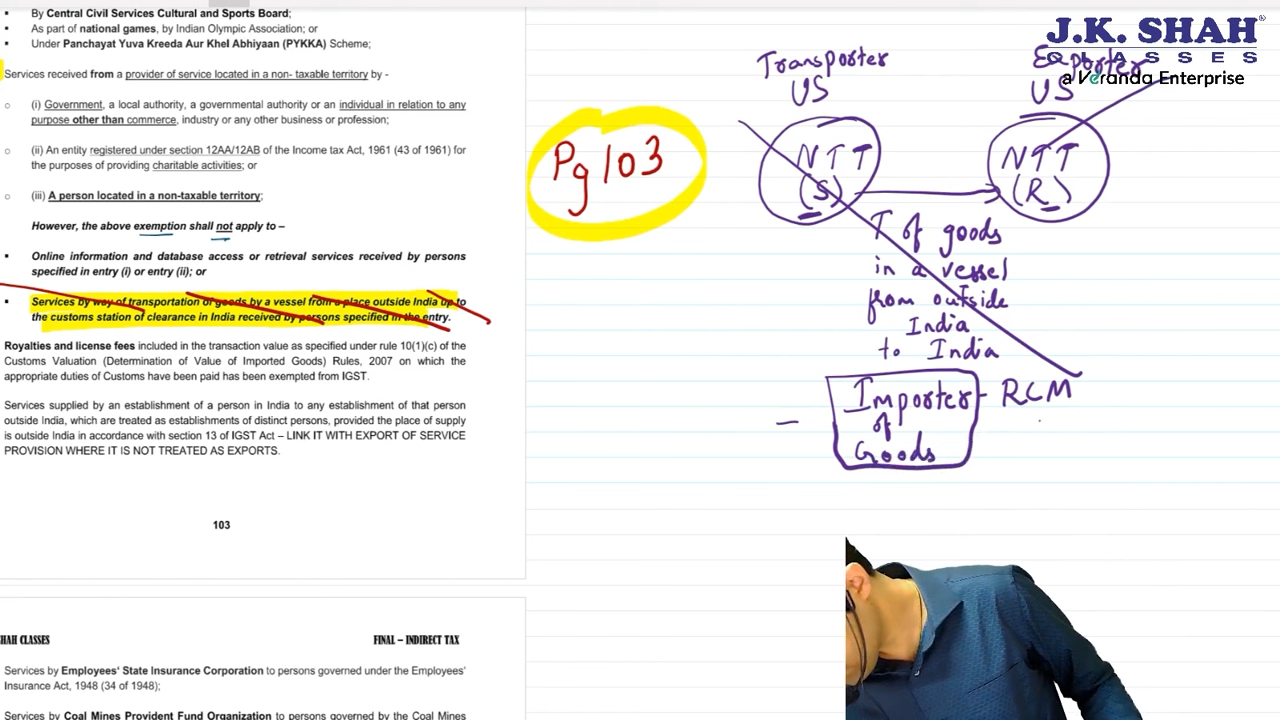 By Central Civil Services Cultural and Sports Board;
As part of national games, by Indian Olympic Association; or
Under Panchayat Yuva Kreeda Aur Khel Abhiyaan (PYKKA) Scheme;
Services received from a provider of service located in a non- taxable territory by -
(i) Government, a local authority, a governmental authority or an individual in relation to any
purpose other than commerce, industry or any other business or profession;
(ii) An entity registered under section 12AA/12AB of the Income tax Act, 1961 (43 of 1961) for
the purposes of providing charitable activities; or
(iii) A person located in a non-taxable territory;
However, the above exemption shall not apply to –
Online information and database access or retrieval services received by persons
specified in entry (i) or entry (ii); or
Services by way of transportation of goods by a vessel from a place outside India up to
the customs station of clearance in India received by persons specified in the entry.
Royalties and license fees included in the transaction value as specified under rule 10(1)(c) of the
Customs Valuation (Determination of Value of Imported Goods) Rules, 2007 on which the
appropriate duties of Customs have been paid has been exempted from IGST.
Services supplied by an establishment of a person in India to any establishment of that person
outside India, which are treated as establishments of distinct persons, provided the place of supply
is outside India in accordance with section 13 of IGST Act – LINK IT WITH EXPORT OF SERVICE
PROVISION WHERE IT IS NOT TREATED AS EXPORTS.
103
SHAH CLASSES FINAL – INDIRECT TAX
Services by Employees' State Insurance Corporation to persons governed under the Employees'
Insurance Act, 1948 (34 of 1948);
Services by Coal Mines Provident Fund Organization to persons governed by the Coal Mines
Pg 103
J.K. SHAH®
CLASSES
a Veranda Enterprise
Transporter
US
Exporter
US
NTT
(S)
NTT
(R)
T of goods
in a vessel
from outside
India
to India
– Importer - RCM
of
Goods